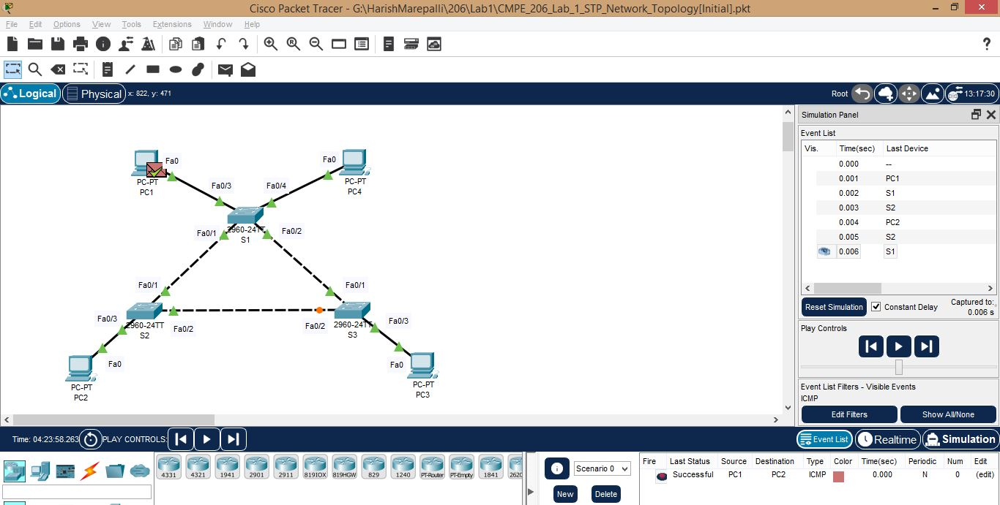 Cisco Packet Tracer - G:\HarishMarepalli\206\Lab1\CMPE_206_Lab_1_STP_Network_Topology[Initial].pkt
File Edit Options View Tools Extensions Window Help
Logical Physical x: 822, y: 471 Root 13:17:30
Simulation Panel
Event List
Vis. Time(sec) Last Device
0.000 --
0.001 PC1
0.002 S1
0.003 S2
0.004 PC2
0.005 S2
0.006 S1
Reset Simulation Constant Delay Captured to:
0.006 s
Play Controls
Event List Filters - Visible Events
ICMP
Edit Filters Show All/None
Fa0 Fa0
PC-PT PC-PT
PC1 PC4
Fa0/3 Fa0/4
2960-24TT
S1
Fa0/1 Fa0/2
Fa0/1 Fa0/1
Fa0/3 2960-24TT Fa0/2 Fa0/2 2960-24TT Fa0/3
S2 S3
Fa0 Fa0
PC-PT PC-PT
PC2 PC3
Time: 04:23:58.263 PLAY CONTROLS: Event List Realtime Simulation
4331 4321 1941 2901 2911 819IOX 819HGW 829 1240 PT-Router PT-Empty 1841 2620
Scenario 0
New Delete
Fire Last Status Source Destination Type Color Time(sec) Periodic Num Edit
Successful PC1 PC2 ICMP 0.000 N 0 (edit)